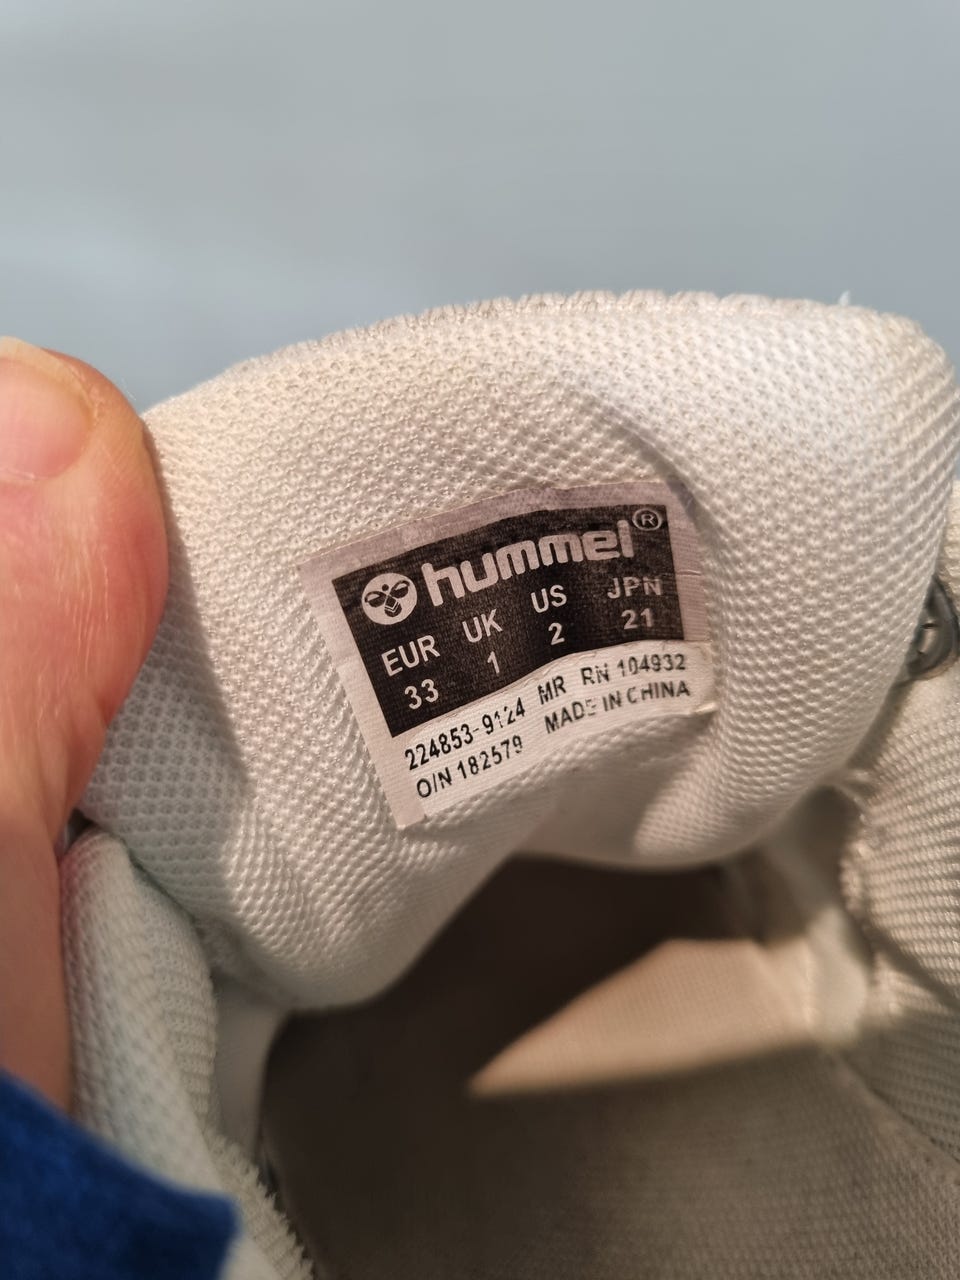 hummel®
EUR UK US JPN
33 1 2 21
224853-9124 MR RN 104932
O/N 182579 MADE IN CHINA